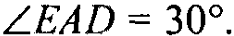 ∠EAD = 30°.